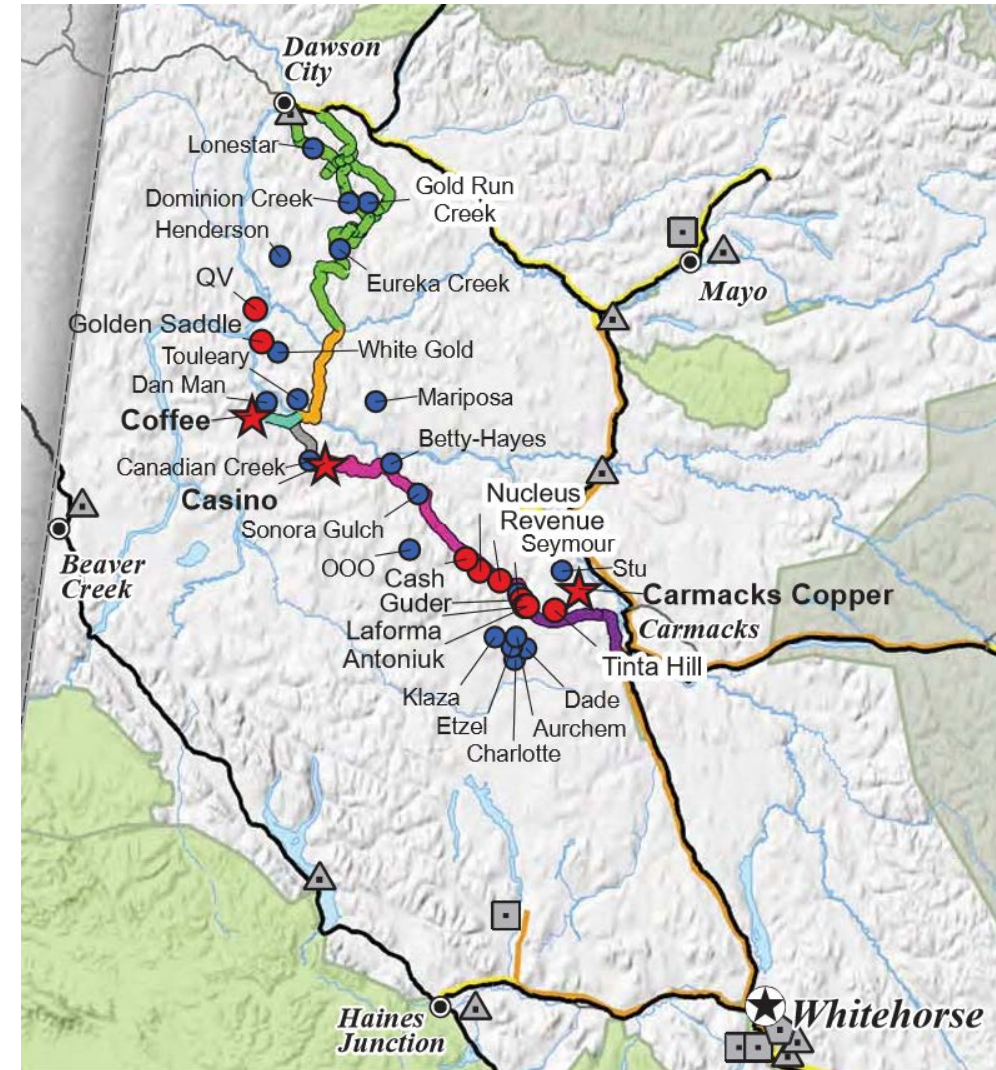 Dawson
City
Lonestar
Dominion Creek
Gold Run
Creek
Henderson
Eureka Creek
Mayo
QV
Golden Saddle
Touleary
White Gold
Dan Man
Mariposa
Coffee
Betty-Hayes
Canadian Creek
Casino
Nucleus
Revenue
Seymour
Sonora Gulch
OOO
Cash
Stu
Beaver
Creek
Guder
Carmacks Copper
Laforma
Carmacks
Antoniuk
Tinta Hill
Klaza
Dade
Etzel
Aurchem
Charlotte
Haines
Junction
Whitehorse